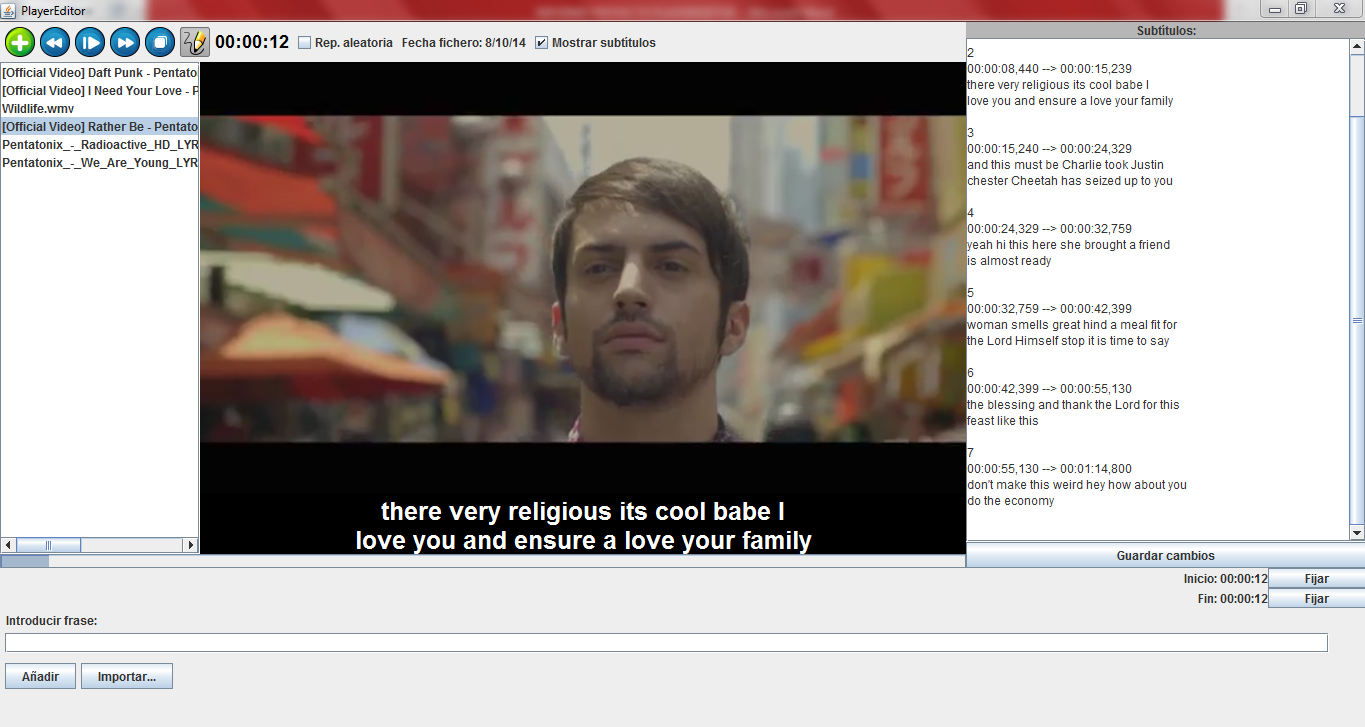 PlayerEditor
00:00:12 Rep. aleatoria Fecha fichero: 8/10/14 Mostrar subtítulos
[Official Video] Daft Punk - Pentato
[Official Video] I Need Your Love - P
Wildlife.wmv
[Official Video] Rather Be - Pentato
Pentatonix_-_Radioactive_HD_LYR
Pentatonix_-_We_Are_Young_LYR
there very religious its cool babe I
love you and ensure a love your family
Subtítulos:
2
00:00:08,440 --> 00:00:15,239
there very religious its cool babe I
love you and ensure a love your family
3
00:00:15,240 --> 00:00:24,329
and this must be Charlie took Justin
chester Cheetah has seized up to you
4
00:00:24,329 --> 00:00:32,759
yeah hi this here she brought a friend
is almost ready
5
00:00:32,759 --> 00:00:42,399
woman smells great hind a meal fit for
the Lord Himself stop it is time to say
6
00:00:42,399 --> 00:00:55,130
the blessing and thank the Lord for this
feast like this
7
00:00:55,130 --> 00:01:14,800
don't make this weird hey how about you
do the economy
Guardar cambios
Inicio: 00:00:12 Fijar
Fin: 00:00:12 Fijar
Introducir frase:
Añadir Importar...